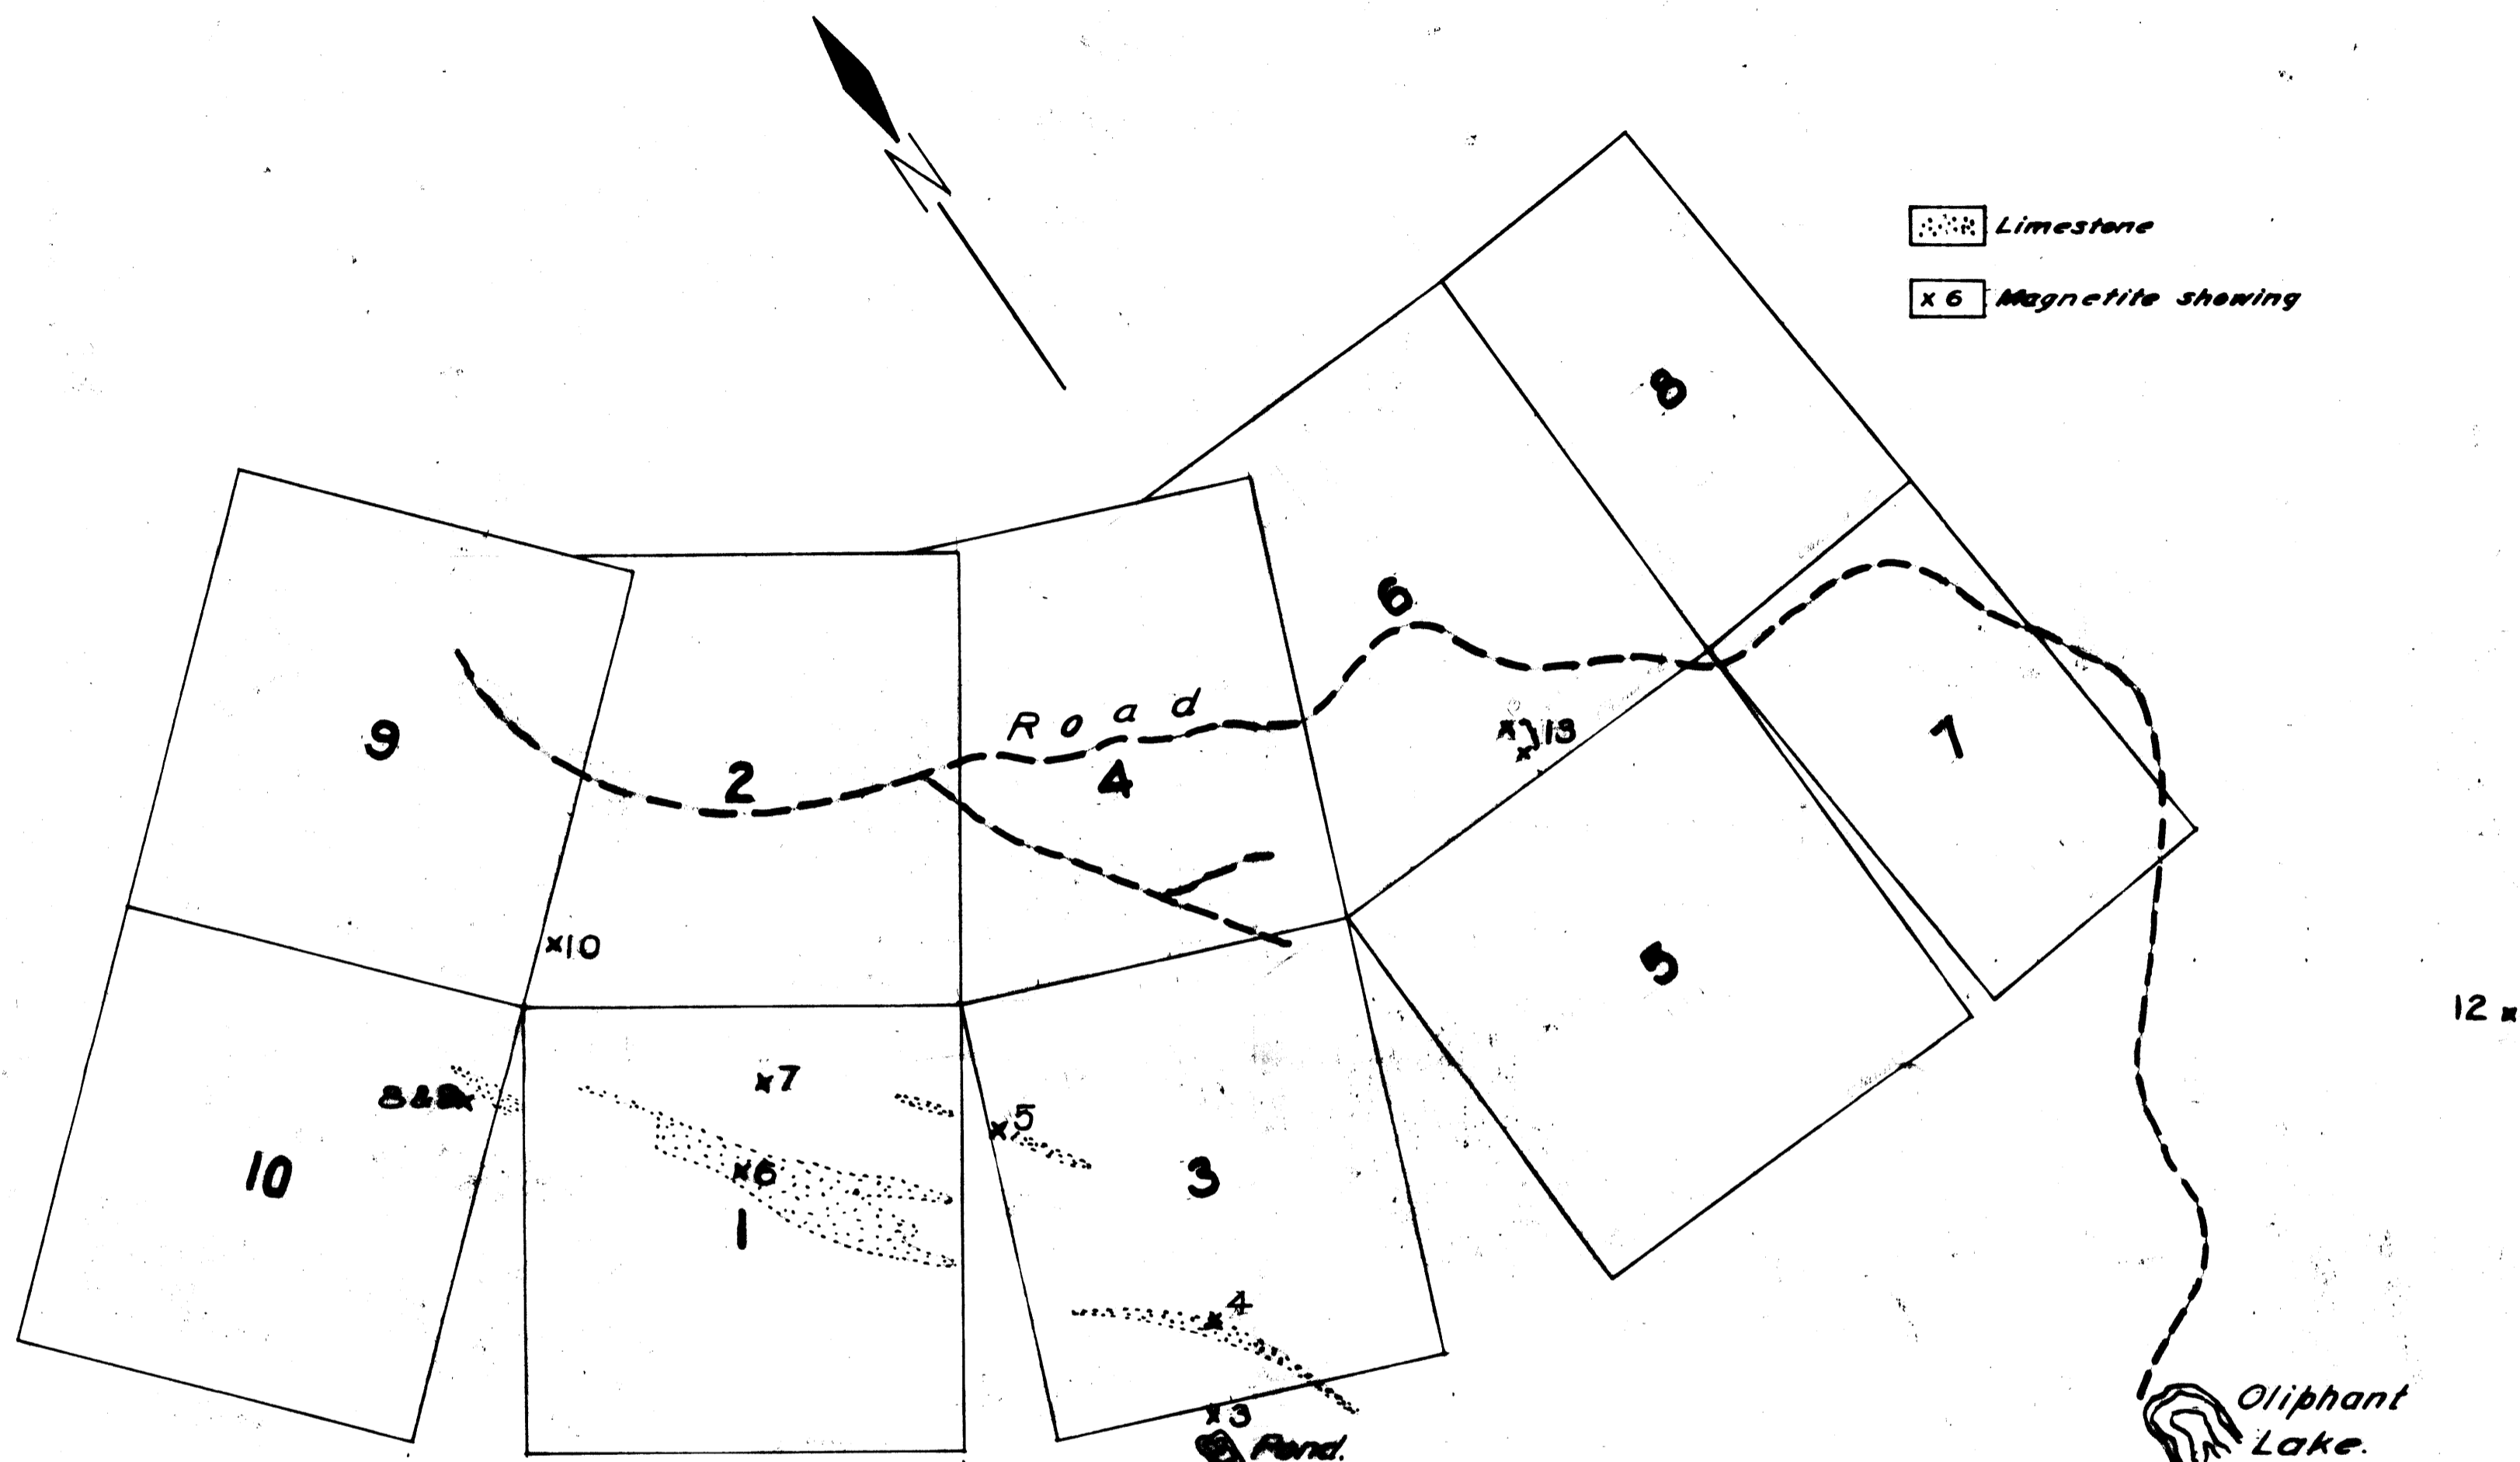 N
Limestone
x 6 Magnetite showing
8
6
Road
9
2
4
x}13
x
7
x10
5
12 x
x7
8&9x
x5
10
x6
3
1
x4
x3
Pond.
Oliphant
Lake.